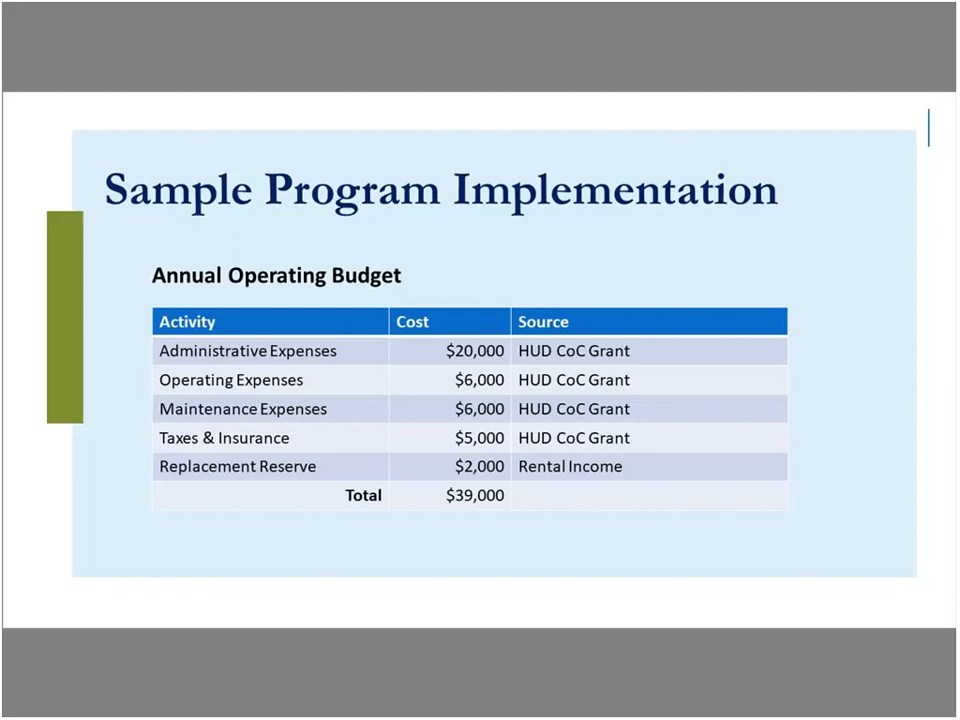 Sample Program Implementation
Annual Operating Budget
Activity Cost Source
Administrative Expenses $20,000 HUD CoC Grant
Operating Expenses $6,000 HUD CoC Grant
Maintenance Expenses $6,000 HUD CoC Grant
Taxes & Insurance $5,000 HUD CoC Grant
Replacement Reserve $2,000 Rental Income
Total $39,000